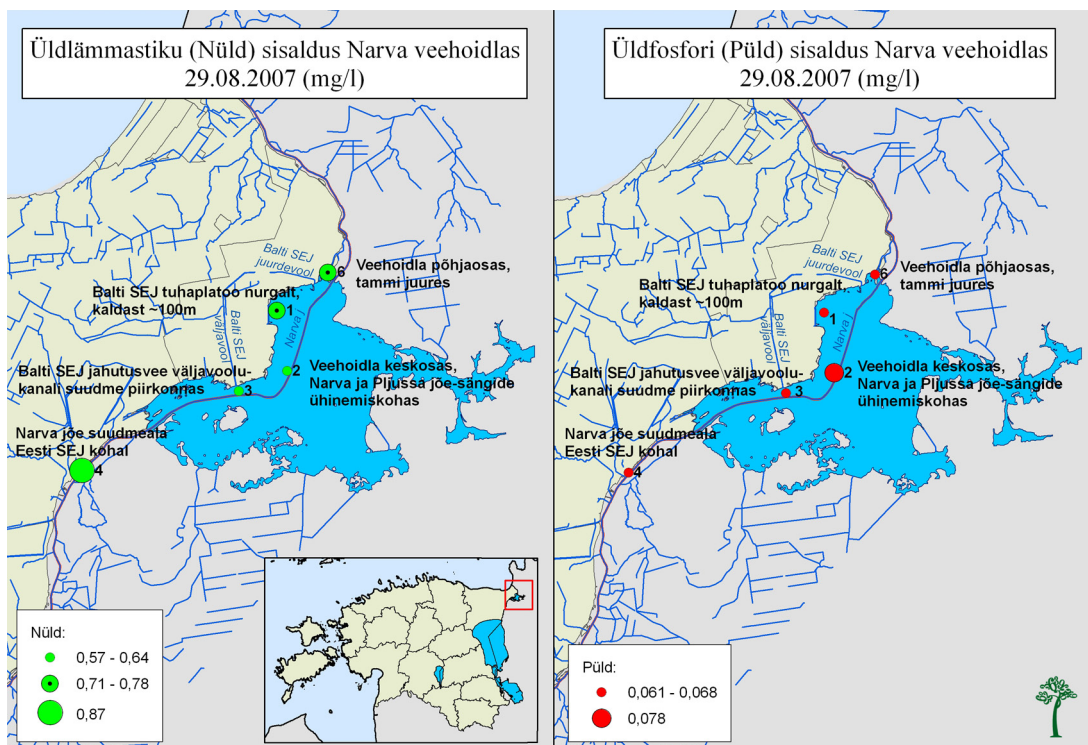 Üldlämmastiku (Nüld) sisaldus Narva veehoidlas
29.08.2007 (mg/l)
Balti SEJ
juurdevool
6
Veehoidla põhjaosas,
tammi juures
Balti SEJ tuhaplatoo nurgalt,
kaldast ~100m
1
Balti SEJ
väljavool
Narva j
2
Veehoidla keskosas,
Narva ja Pljussa jõe-sängide
ühinemiskohas
Balti SEJ jahutusvee väljavoolu-
kanali suudme piirkonnas
3
Narva jõe suudmeala
Eesti SEJ kohal
4
Nüld:
0,57 - 0,64
0,71 - 0,78
0,87
Üldfosfori (Püld) sisaldus Narva veehoidlas
29.08.2007 (mg/l)
Balti SEJ
juurdevool
6
Veehoidla põhjaosas,
tammi juures
Balti SEJ tuhaplatoo nurgalt,
kaldast ~100m
1
Balti SEJ
väljavool
Narva j
2
Veehoidla keskosas,
Narva ja Pljussa jõe-sängide
ühinemiskohas
Balti SEJ jahutusvee väljavoolu-
kanali suudme piirkonnas
3
Narva jõe suudmeala
Eesti SEJ kohal
4
Püld:
0,061 - 0,068
0,078